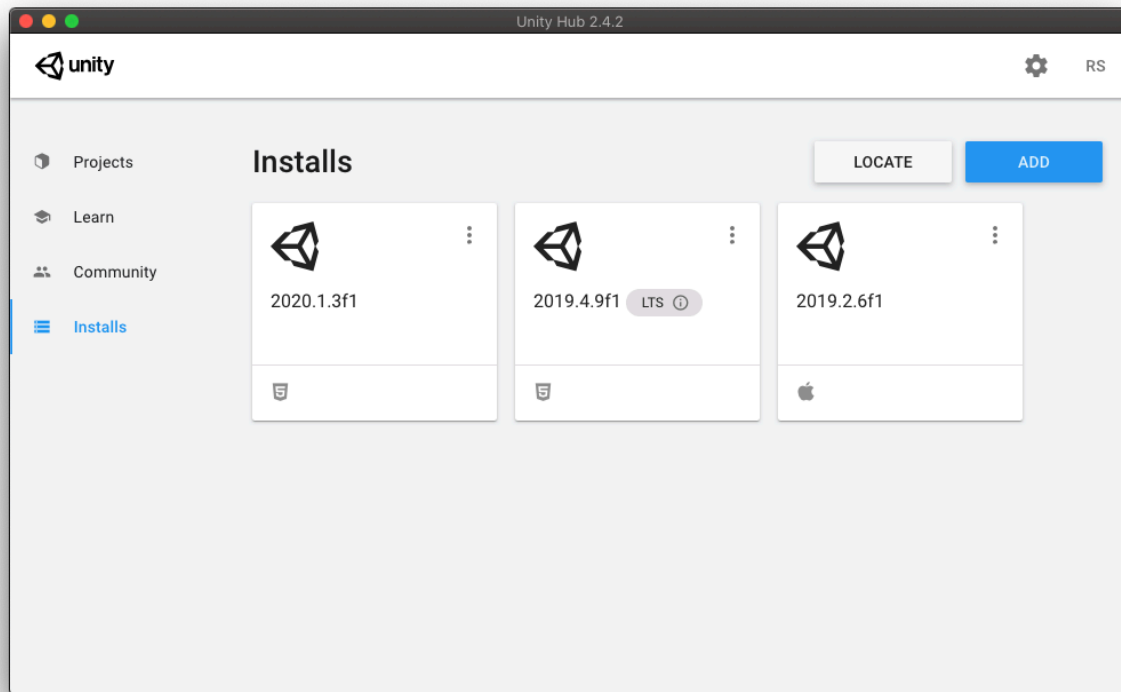 Unity Hub 2.4.2
unity
RS
Projects
Learn
Community
Installs
Installs
LOCATE
ADD
2020.1.3f1
2019.4.9f1 LTS
2019.2.6f1